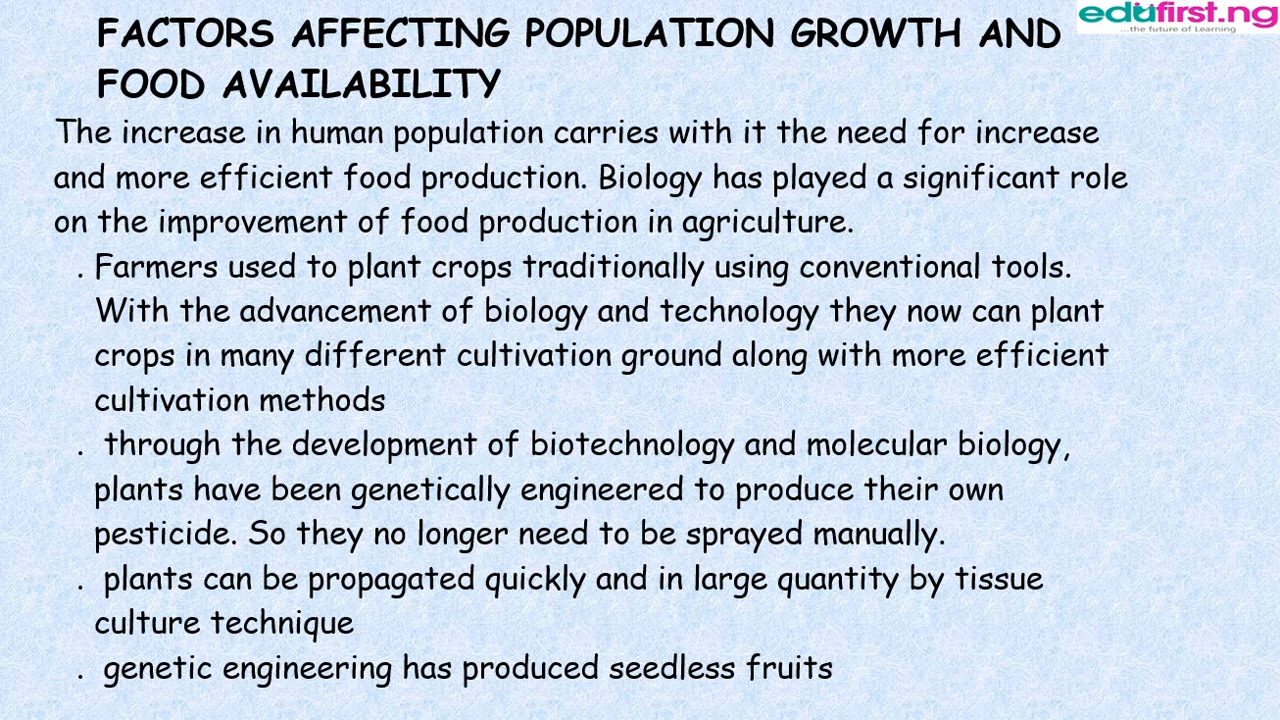 edufirst.ng
...the future of Learning
FACTORS AFFECTING POPULATION GROWTH AND
FOOD AVAILABILITY
The increase in human population carries with it the need for increase
and more efficient food production. Biology has played a significant role
on the improvement of food production in agriculture.
. Farmers used to plant crops traditionally using conventional tools.
With the advancement of biology and technology they now can plant
crops in many different cultivation ground along with more efficient
cultivation methods
. through the development of biotechnology and molecular biology,
plants have been genetically engineered to produce their own
pesticide. So they no longer need to be sprayed manually.
. plants can be propagated quickly and in large quantity by tissue
culture technique
. genetic engineering has produced seedless fruits